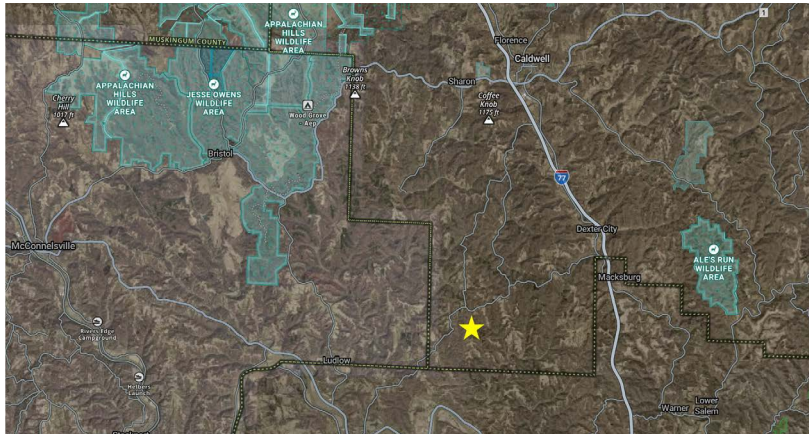 1
APPALACHIAN
HILLS
WILDLIFE
AREA
MUSKINGUM COUNTY
Florence
Caldwell
Browns
Knob
1138 ft
Sharon
APPALACHIAN
HILLS
WILDLIFE
AREA
JESSE OWENS
WILDLIFE
AREA
Cherry
Hill
1017 ft
Wood Grove
- Aep
Coffee
Knob
1175 ft
Bristol
77
Dexter City
McConnelsville
ALE'S RUN
WILDLIFE
AREA
Macksburg
Rivers Edge
Campground
Ludlow
Helbers
Launch
Warner
Lower
Salem